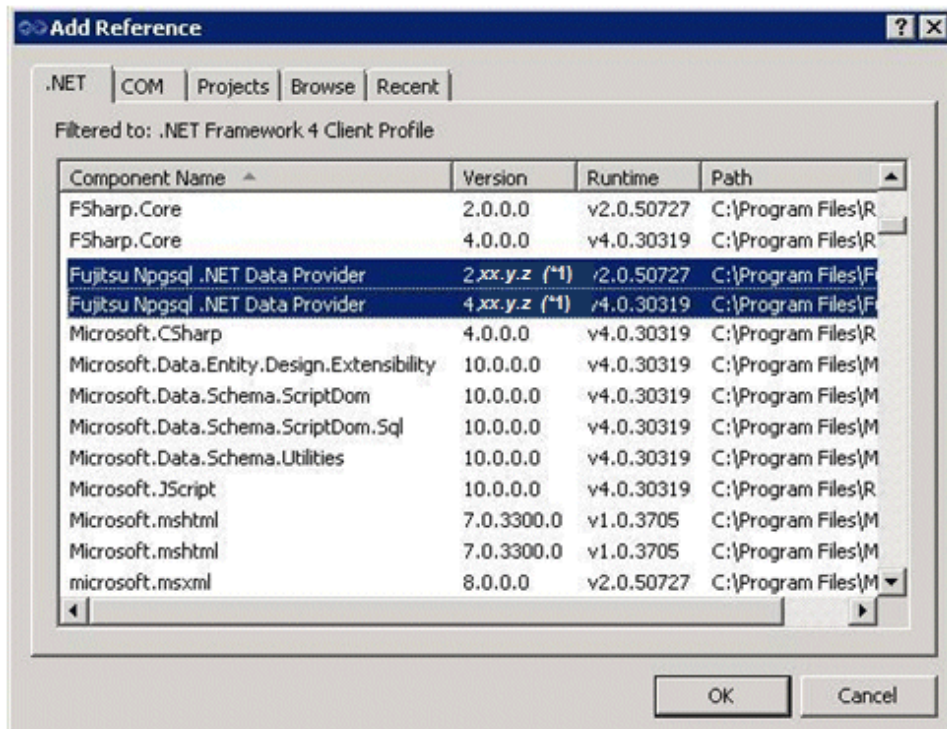 Add Reference
.NET COM Projects Browse Recent
Filtered to: .NET Framework 4 Client Profile
Component Name Version Runtime Path
FSharp.Core 2.0.0.0 v2.0.50727 C:\Program Files\R
FSharp.Core 4.0.0.0 v4.0.30319 C:\Program Files\R
Fujitsu Npgsql .NET Data Provider 2.xx.y.z (*1) v2.0.50727 C:\Program Files\Fu
Fujitsu Npgsql .NET Data Provider 4.xx.y.z (*1) v4.0.30319 C:\Program Files\Fu
Microsoft.CSharp 4.0.0.0 v4.0.30319 C:\Program Files\R
Microsoft.Data.Entity.Design.Extensibility 10.0.0.0 v4.0.30319 C:\Program Files\M
Microsoft.Data.Schema.ScriptDom 10.0.0.0 v4.0.30319 C:\Program Files\M
Microsoft.Data.Schema.ScriptDom.Sql 10.0.0.0 v4.0.30319 C:\Program Files\M
Microsoft.Data.Schema.Utilities 10.0.0.0 v4.0.30319 C:\Program Files\M
Microsoft.JScript 10.0.0.0 v4.0.30319 C:\Program Files\R
Microsoft.mshtml 7.0.3300.0 v1.0.3705 C:\Program Files\M
Microsoft.mshtml 7.0.3300.0 v1.0.3705 C:\Program Files\M
microsoft.msxml 8.0.0.0 v2.0.50727 C:\Program Files\M
OK Cancel